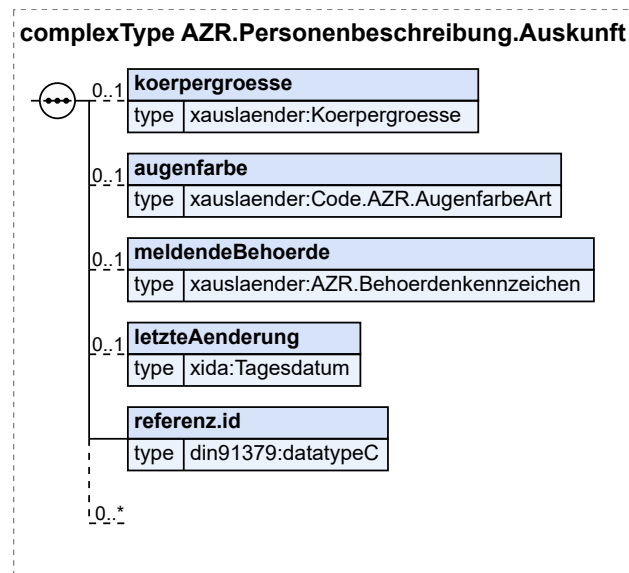 complexType AZR.Personenbeschreibung.Auskunft
0..1 koerpergroesse
type xauslaender:Koerpergroesse
0..1 augenfarbe
type xauslaender:Code.AZR.AugenfarbeArt
0..1 meldendeBehoerde
type xauslaender:AZR.Behoerdenkennzeichen
0..1 letzteAenderung
type xida:Tagesdatum
referenz.id
type din91379:datatypeC
0..*